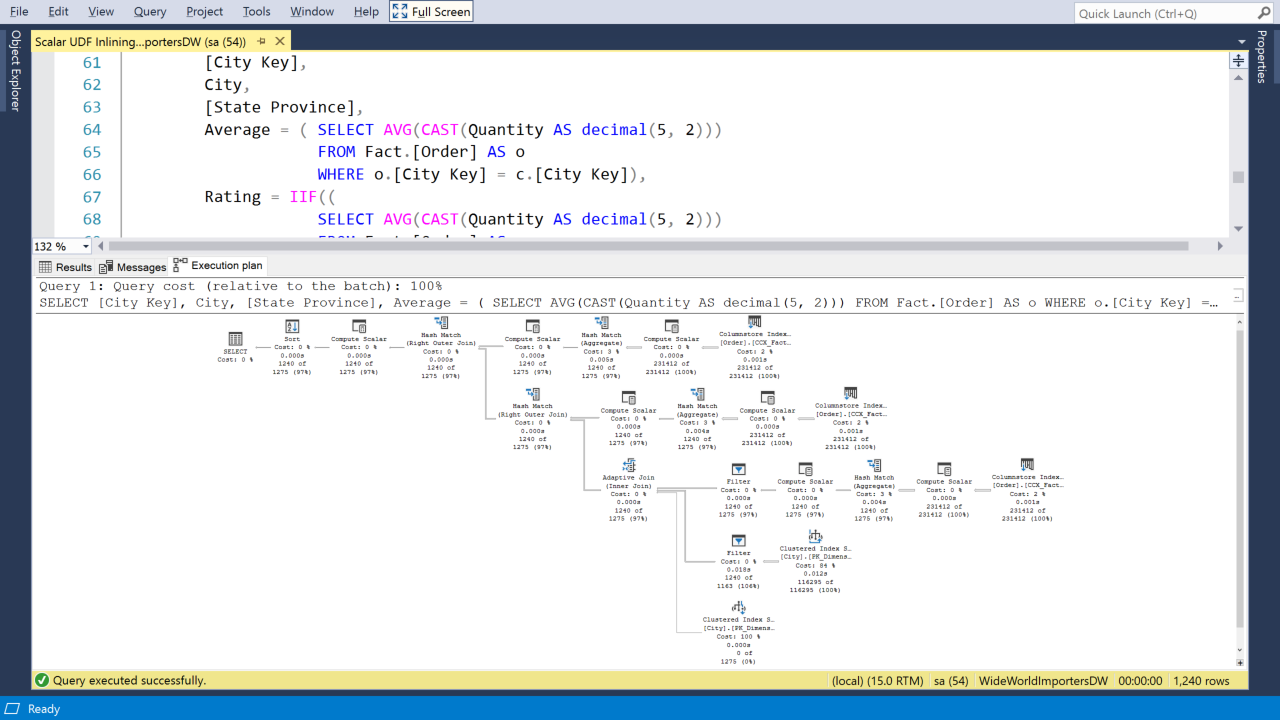 File Edit View Query Project Tools Window Help Full Screen
Quick Launch (Ctrl+Q)
Object Explorer
Scalar UDF Inlining...portersDW (sa (54))
Properties
61 [City Key],
62 City,
63 [State Province],
64 Average = ( SELECT AVG(CAST(Quantity AS decimal(5, 2)))
65 FROM Fact.[Order] AS o
66 WHERE o.[City Key] = c.[City Key]),
67 Rating = IIF((
68 SELECT AVG(CAST(Quantity AS decimal(5, 2)))
132 %
Results Messages Execution plan
Query 1: Query cost (relative to the batch): 100%
SELECT [City Key], City, [State Province], Average = ( SELECT AVG(CAST(Quantity AS decimal(5, 2))) FROM Fact.[Order] AS o WHERE o.[City Key] =…
SELECT
Cost: 0 %
Sort
Cost: 0 %
0.000s
1240 of
1275 (97%)
Compute Scalar
Cost: 0 %
0.000s
1240 of
1275 (97%)
Hash Match
(Right Outer Join)
Cost: 0 %
0.000s
1240 of
1275 (97%)
Compute Scalar
Cost: 0 %
0.000s
1240 of
1275 (97%)
Hash Match
(Aggregate)
Cost: 3 %
0.005s
1240 of
1275 (97%)
Compute Scalar
Cost: 0 %
0.000s
231412 of
231412 (100%)
Columnstore Index…
[Order].[CCX_Fact…
Cost: 2 %
0.001s
231412 of
231412 (100%)
Hash Match
(Right Outer Join)
Cost: 0 %
0.000s
1240 of
1275 (97%)
Compute Scalar
Cost: 0 %
0.000s
1240 of
1275 (97%)
Hash Match
(Aggregate)
Cost: 3 %
0.004s
1240 of
1275 (97%)
Compute Scalar
Cost: 0 %
0.000s
231412 of
231412 (100%)
Columnstore Index…
[Order].[CCX_Fact…
Cost: 2 %
0.001s
231412 of
231412 (100%)
Adaptive Join
(Inner Join)
Cost: 0 %
0.000s
1240 of
1275 (97%)
Filter
Cost: 0 %
0.000s
1240 of
1275 (97%)
Compute Scalar
Cost: 0 %
0.000s
1240 of
1275 (97%)
Hash Match
(Aggregate)
Cost: 3 %
0.004s
1240 of
1275 (97%)
Compute Scalar
Cost: 0 %
0.000s
231412 of
231412 (100%)
Columnstore Index…
[Order].[CCX_Fact…
Cost: 2 %
0.001s
231412 of
231412 (100%)
Filter
Cost: 0 %
0.018s
1240 of
1163 (106%)
Clustered Index S…
[City].[PK_Dimens…
Cost: 84 %
0.012s
116295 of
116295 (100%)
Clustered Index S…
[City].[PK_Dimens…
Cost: 100 %
0.000s
0 of
1275 (0%)
Query executed successfully.
(local) (15.0 RTM) sa (54) WideWorldImportersDW 00:00:00 1,240 rows
Ready